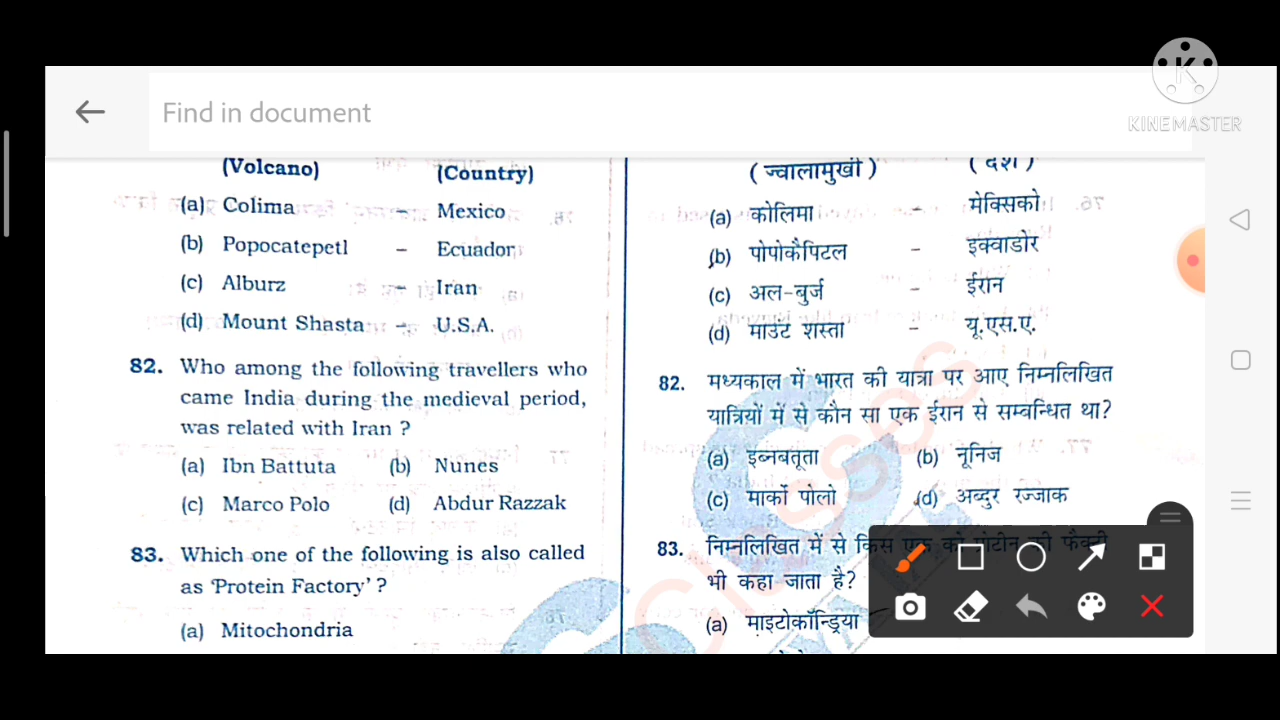 Find in document
KINEMASTER
(Volcano) (Country)
(a) Colima – Mexico
(b) Popocatepetl – Ecuador
(c) Alburz – Iran
(d) Mount Shasta – U.S.A.
82. Who among the following travellers who
came India during the medieval period,
was related with Iran ?
(a) Ibn Battuta (b) Nunes
(c) Marco Polo (d) Abdur Razzak
83. Which one of the following is also called
as 'Protein Factory' ?
(a) Mitochondria
(ज्वालामुखी) (देश)
(a) कोलिमा – मेक्सिको
(b) पोपोकैपिटल – इक्वाडोर
(c) अल-बुर्ज – ईरान
(d) माउंट शस्ता – यू.एस.ए.
82. मध्यकाल में भारत की यात्रा पर आए निम्नलिखित
यात्रियों में से कौन सा एक ईरान से सम्बन्धित था?
(a) इब्नबतूता (b) नूनिज
(c) मार्को पोलो (d) अब्दुर रज्जाक
83. निम्नलिखित में से किस एक को प्रोटीन की फैक्ट्री
भी कहा जाता है?
(a) माइटोकॉन्ड्रिया
Classes